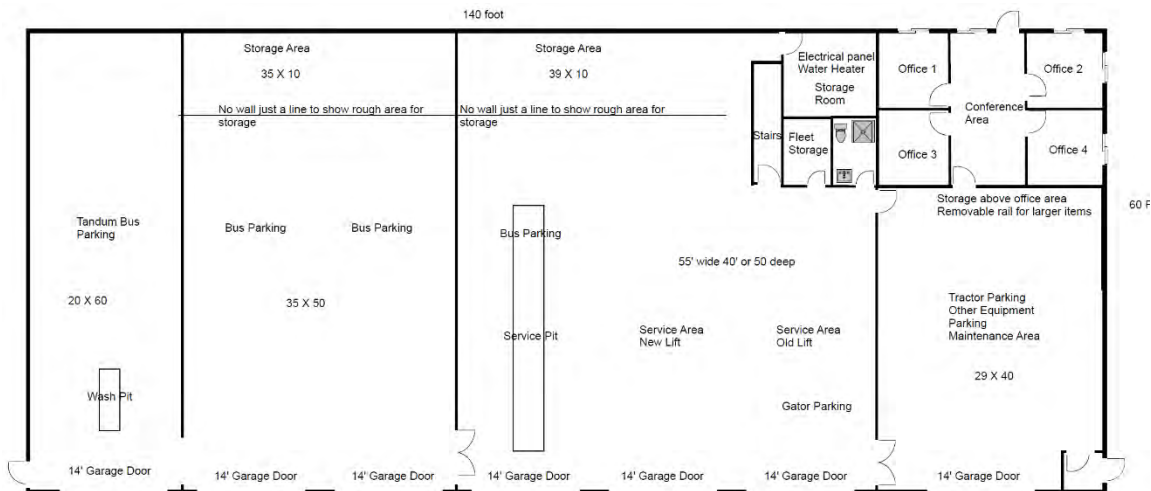 140 foot
Storage Area
35 X 10
Storage Area
39 X 10
Electrical panel
Water Heater
Storage
Room
Office 1
Office 2
No wall just a line to show rough area for
storage
No wall just a line to show rough area for
storage
Conference
Area
Stairs
Fleet
Storage
Office 3
Office 4
Storage above office area
Removable rail for larger items
60 F
Tandum Bus
Parking
Bus Parking
Bus Parking
Bus Parking
55' wide 40' or 50 deep
20 X 60
35 X 50
Tractor Parking
Other Equipment
Parking
Maintenance Area
Service Pit
Service Area
New Lift
Service Area
Old Lift
29 X 40
Wash Pit
Gator Parking
14' Garage Door
14' Garage Door
14' Garage Door
14' Garage Door
14' Garage Door
14' Garage Door
14' Garage Door